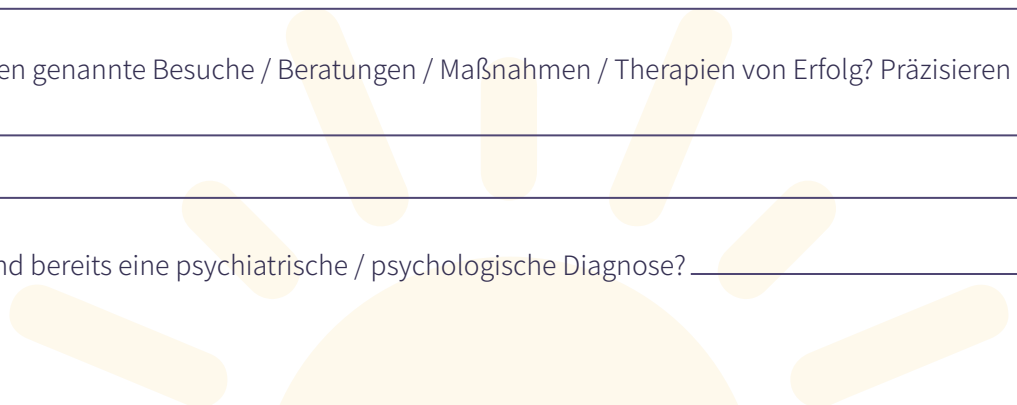 en genannte Besuche / Beratungen / Maßnahmen / Therapien von Erfolg? Präzisieren
nd bereits eine psychiatrische / psychologische Diagnose?